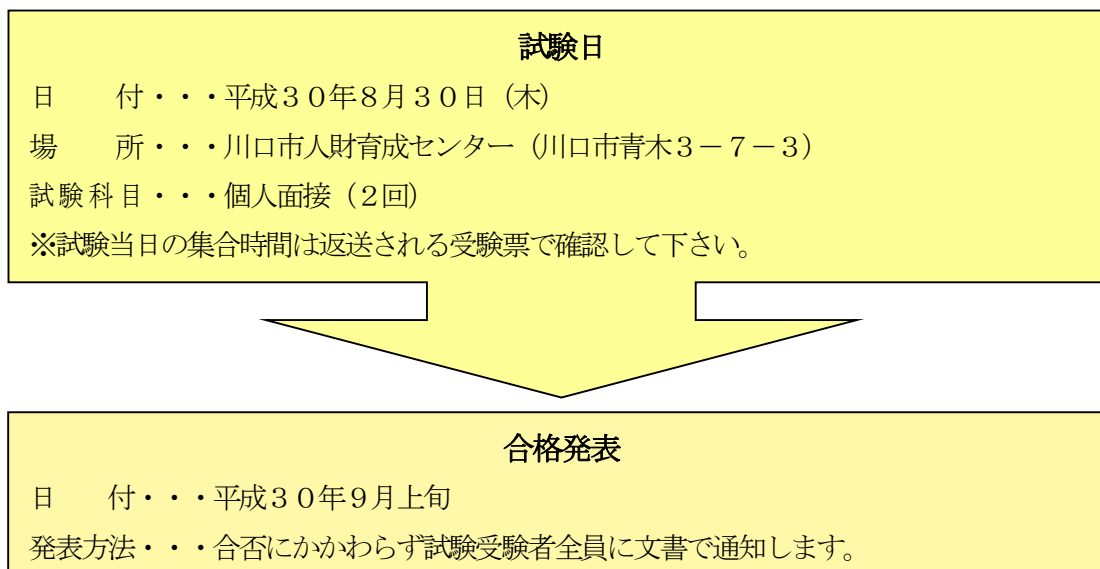 試験日
日　　付・・・平成３０年８月３０日（木）
場　　所・・・川口市人財育成センター（川口市青木３－７－３）
試験科目・・・個人面接（２回）
※試験当日の集合時間は返送される受験票で確認して下さい。
合格発表
日　　付・・・平成３０年９月上旬
発表方法・・・合否にかかわらず試験受験者全員に文書で通知します。